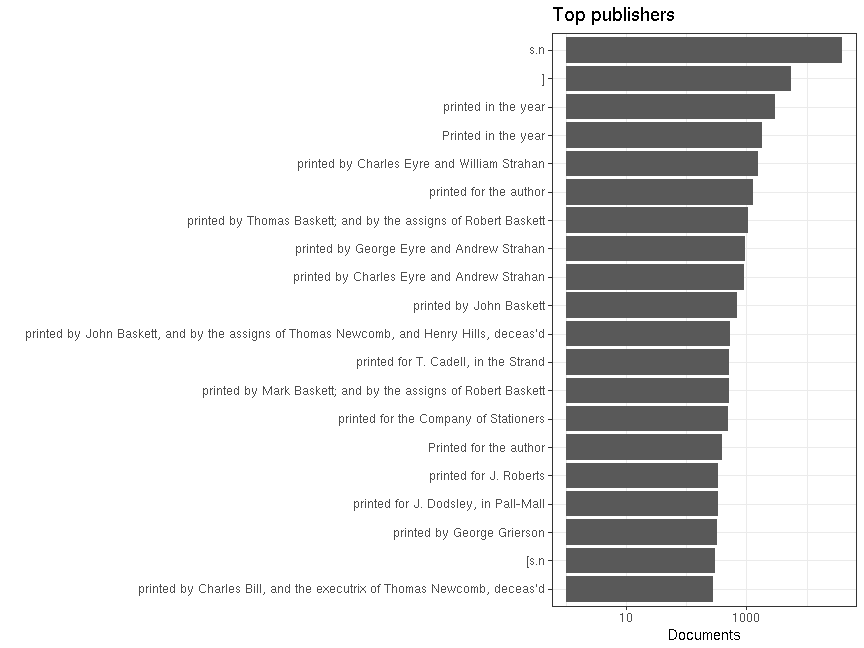 Top publishers
s.n
]
printed in the year
Printed in the year
printed by Charles Eyre and William Strahan
printed for the author
printed by Thomas Baskett; and by the assigns of Robert Baskett
printed by George Eyre and Andrew Strahan
printed by Charles Eyre and Andrew Strahan
printed by John Baskett
printed by John Baskett, and by the assigns of Thomas Newcomb, and Henry Hills, deceas'd
printed for T. Cadell, in the Strand
printed by Mark Baskett; and by the assigns of Robert Baskett
printed for the Company of Stationers
Printed for the author
printed for J. Roberts
printed for J. Dodsley, in Pall-Mall
printed by George Grierson
[s.n
printed by Charles Bill, and the executrix of Thomas Newcomb, deceas'd
10 1000
Documents